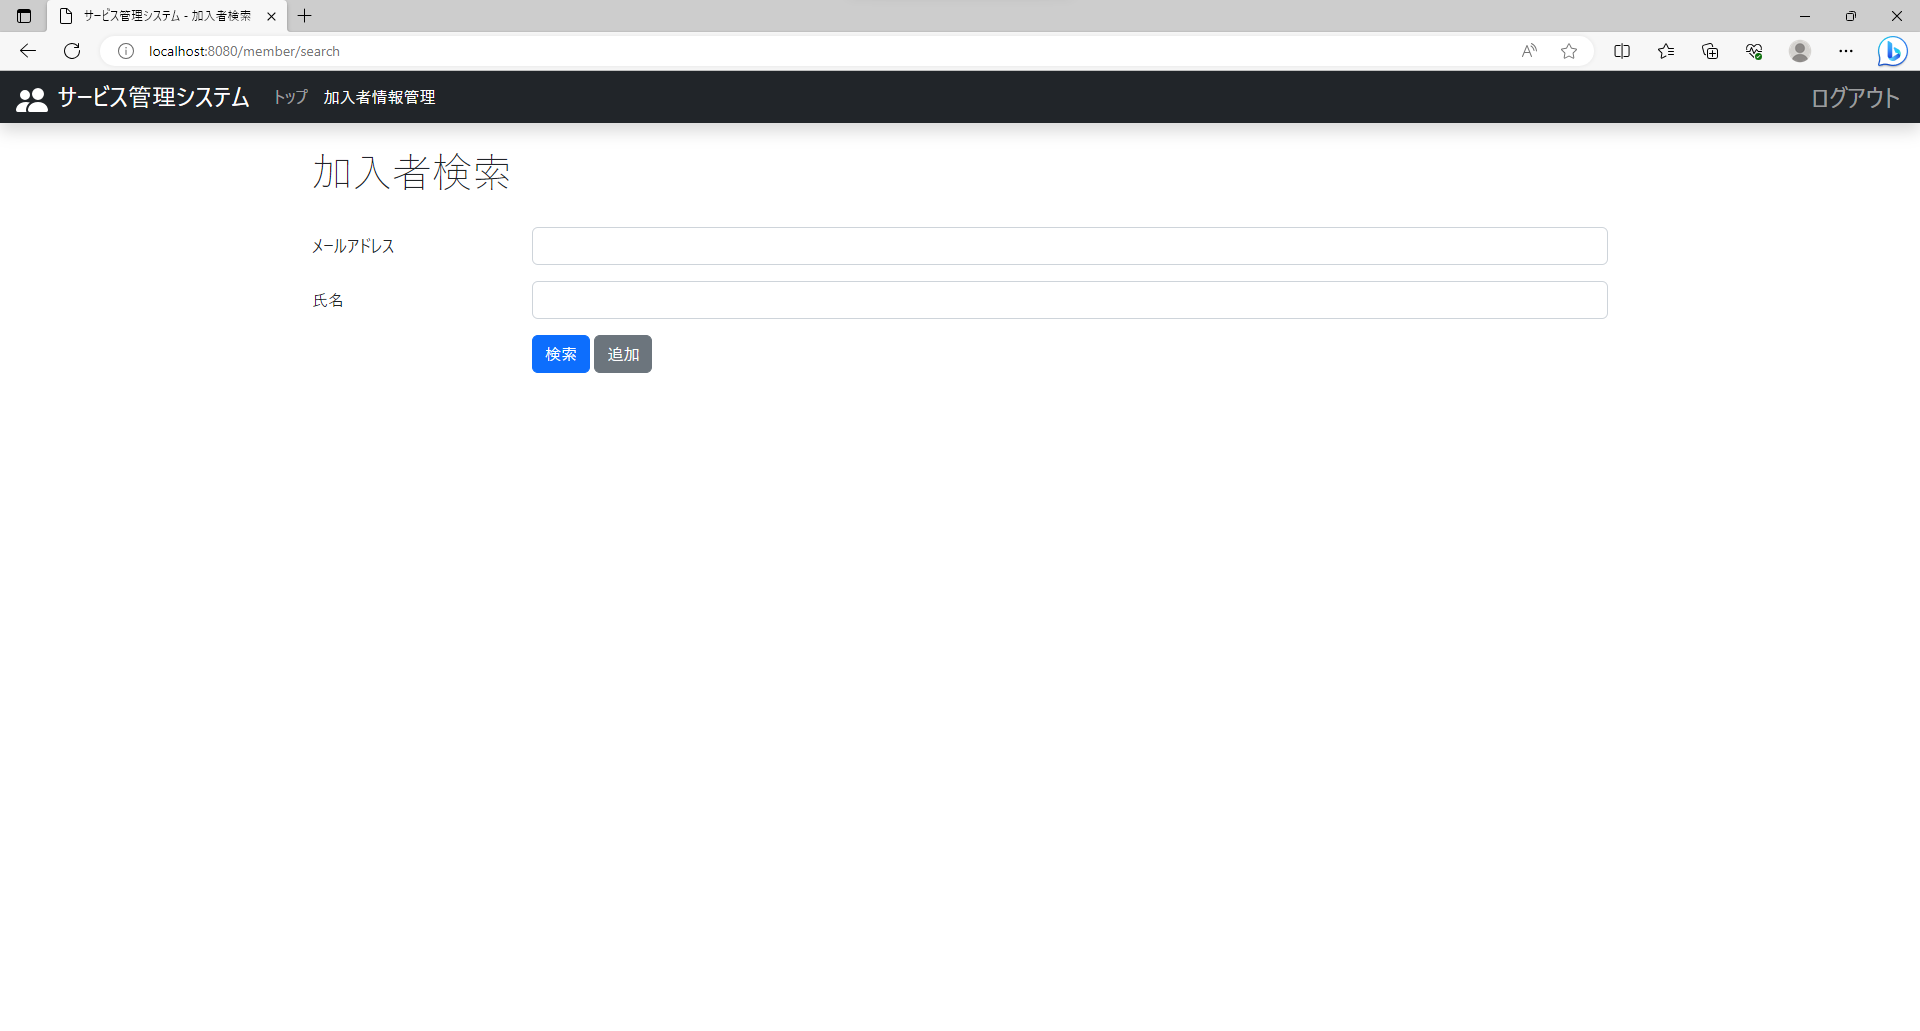 サービス管理システム - 加入者検索
localhost:8080/member/search
サービス管理システム トップ 加入者情報管理 ログアウト
加入者検索
メールアドレス
氏名
検索 追加